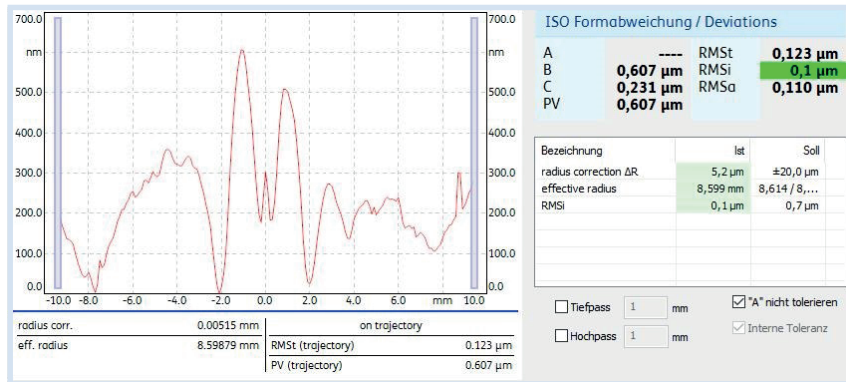 700.0
700.0
nm
nm
500.0
500.0
400.0
400.0
300.0
300.0
200.0
200.0
100.0
100.0
0.0
0.0
-10.0 -8.0 -6.0 -4.0 -2.0 0.0 2.0 4.0 6.0 mm 10.0
radius corr. 0.00515 mm on trajectory
eff. radius 8.59879 mm RMSt (trajectory) 0.123 µm
PV (trajectory) 0.607 µm
ISO Formabweichung / Deviations
A ---- RMSt 0,123 µm
B 0,607 µm RMSi 0,1 µm
C 0,231 µm RMSa 0,110 µm
PV 0,607 µm
Bezeichnung Ist Soll
radius correction ΔR 5,2 µm ±20,0 µm
effective radius 8,599 mm 8,614 / 8,...
RMSi 0,1 µm 0,7 µm
Tiefpass 1 mm "A" nicht tolerieren
Hochpass 1 mm Interne Toleranz